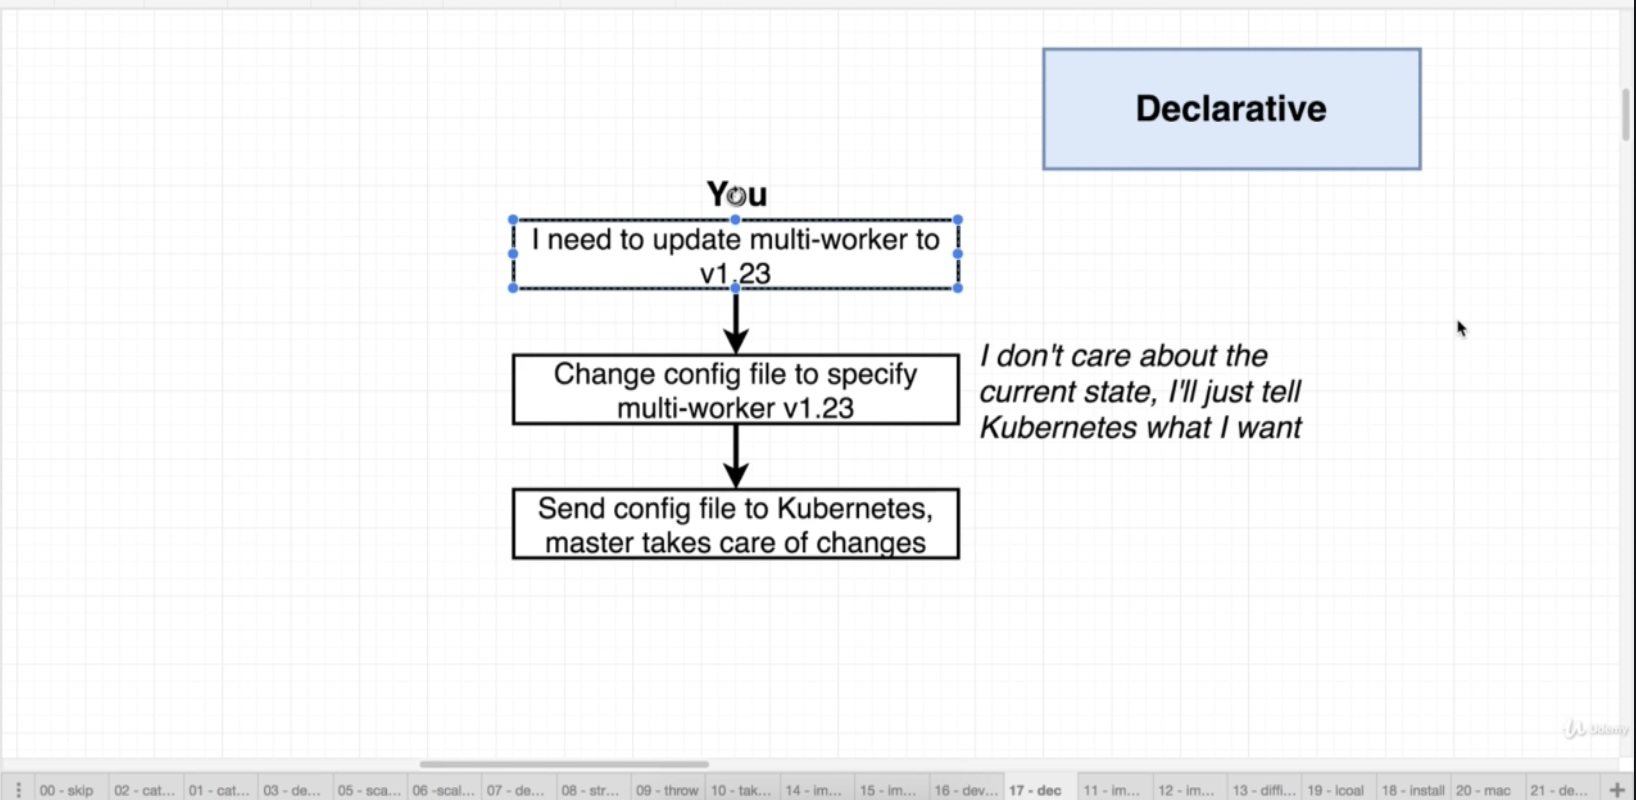 Declarative
You
I need to update multi-worker to
v1.23
Change config file to specify
multi-worker v1.23
I don't care about the
current state, I'll just tell
Kubernetes what I want
Send config file to Kubernetes,
master takes care of changes
Udemy
00 - skip
02 - cat...
01 - cat...
03 - de...
05 - sca...
06 -scal...
07 - de...
08 - str...
09 - throw
10 - tak...
14 - im...
15 - im...
16 - dev...
17 - dec
11 - im...
12 - im...
13 - diffi...
19 - lcoal
18 - install
20 - mac
21 - de...